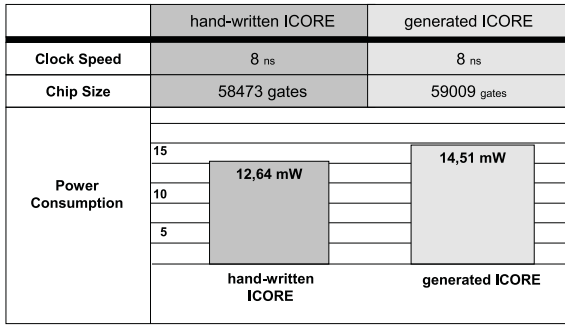 hand-written ICORE generated ICORE
Clock Speed 8 ns 8 ns
Chip Size 58473 gates 59009 gates
Power
Consumption
15
10
5
12,64 mW
14,51 mW
hand-written
ICORE
generated ICORE